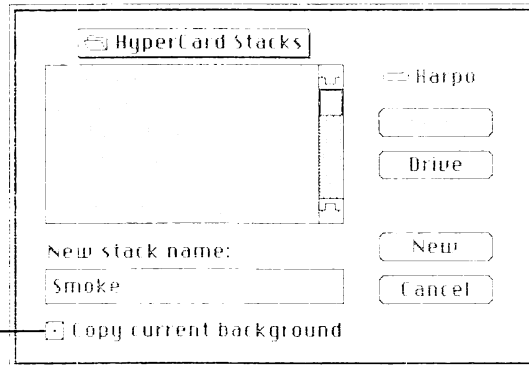 HyperCard Stacks
Harpo
Drive
New stack name:
New
Smoke
Cancel
Copy current background